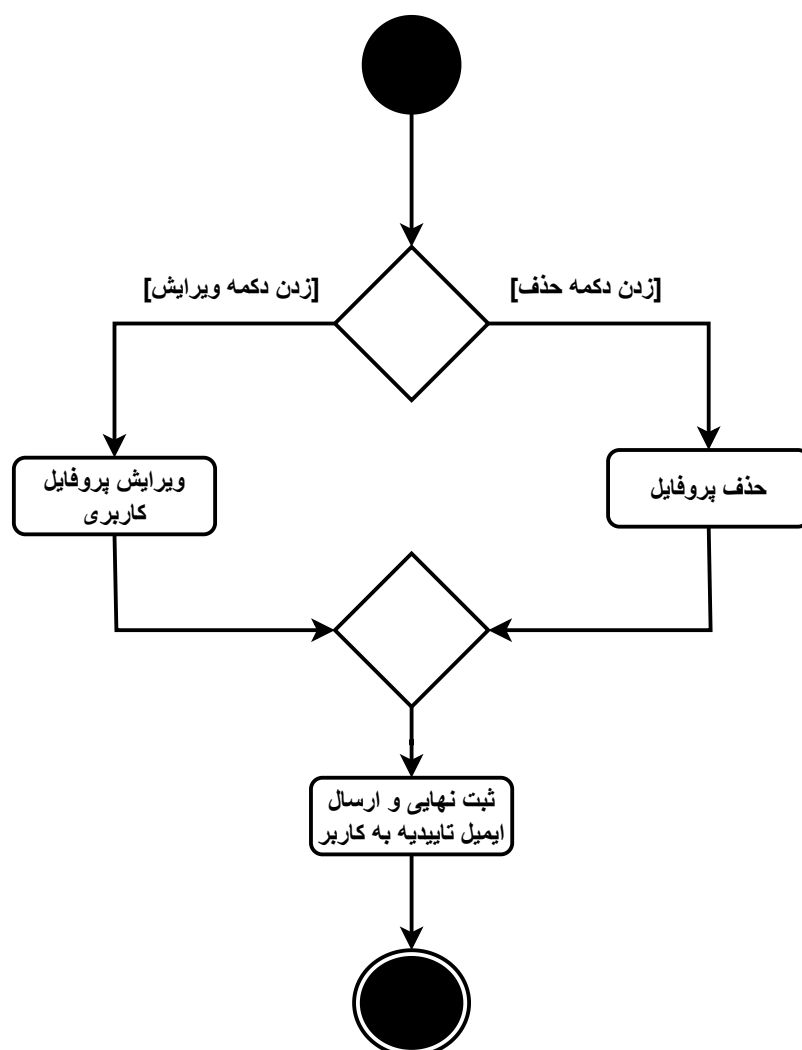 [زدن دکمه حذف]
[زدن دکمه ویرایش]
حذف پروفایل
ویرایش پروفایل
کاربری
ثبت نهایی و ارسال
ایمیل تاییدیه به کاربر